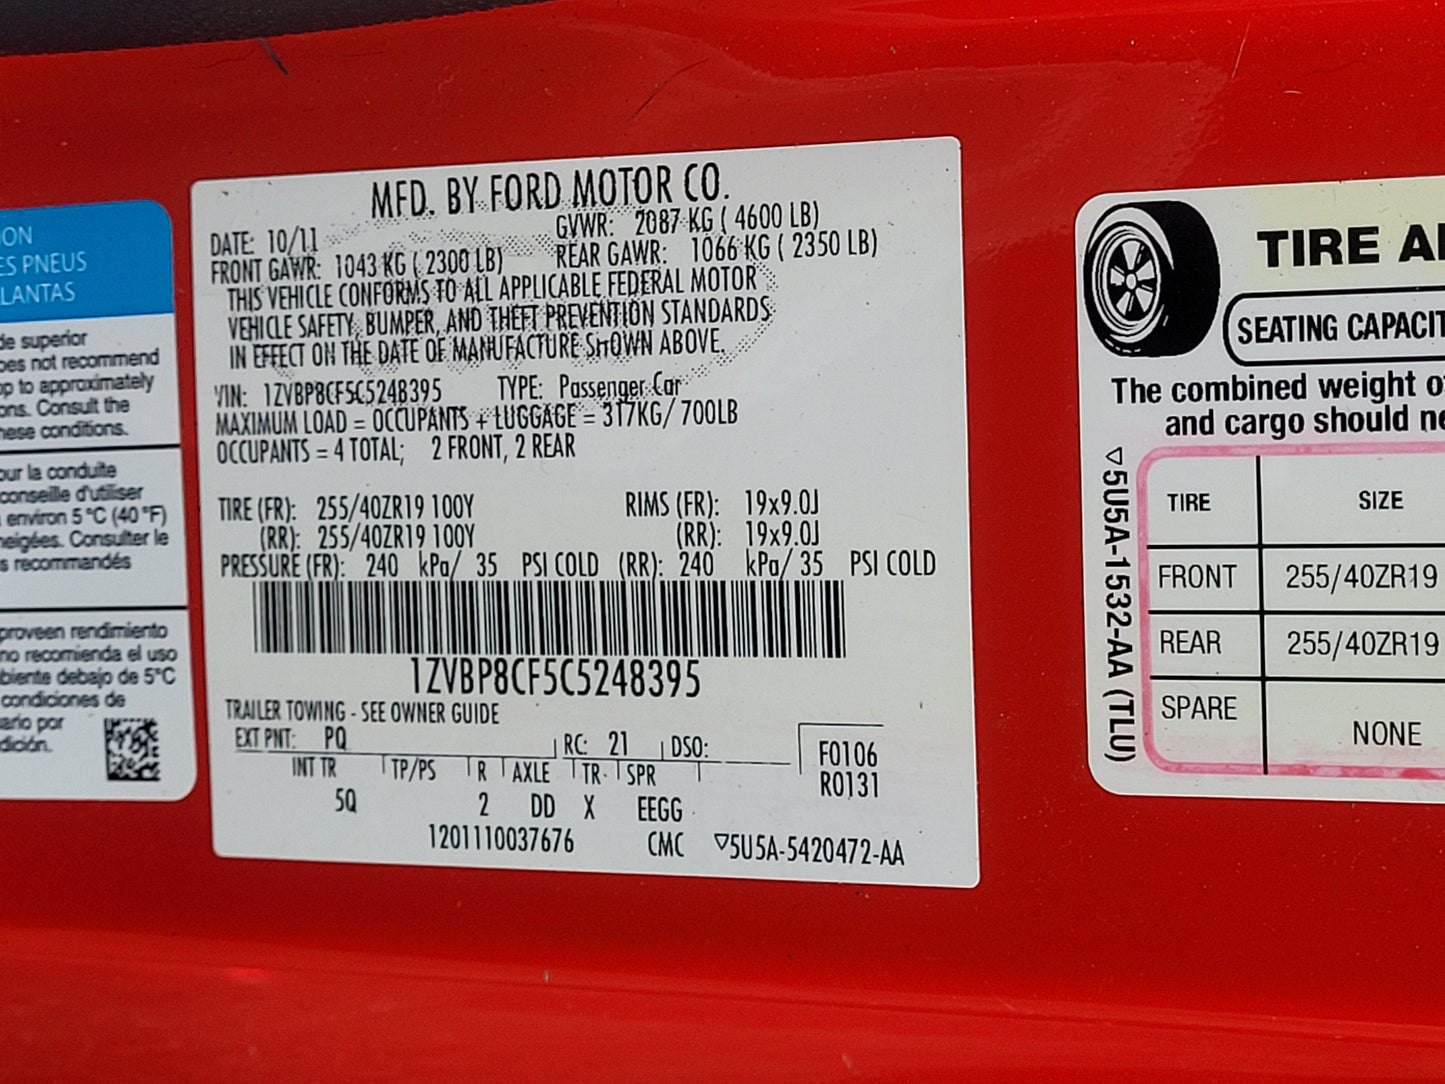 ON
ES PNEUS
LANTAS
de superior
oes not recommend
op to approximately
ons. Consult the
hese conditions.
our la conduite
conseille d'utiliser
environ 5 °C (40 °F)
neigées. Consulter le
s recommandés
proveen rendimiento
no recomienda el uso
biente debajo de 5°C
condiciones de
ario por
dición.
MFD. BY FORD MOTOR CO.
DATE: 10/11 GVWR: 2087 KG ( 4600 LB)
FRONT GAWR: 1043 KG ( 2300 LB) REAR GAWR: 1066 KG ( 2350 LB)
THIS VEHICLE CONFORMS TO ALL APPLICABLE FEDERAL MOTOR
VEHICLE SAFETY, BUMPER, AND THEFT PREVENTION STANDARDS
IN EFFECT ON THE DATE OF MANUFACTURE SHOWN ABOVE.
VIN: 1ZVBP8CF5C5248395 TYPE: Passenger Car
MAXIMUM LOAD = OCCUPANTS + LUGGAGE = 317KG/ 700LB
OCCUPANTS = 4 TOTAL; 2 FRONT, 2 REAR
TIRE (FR): 255/40ZR19 100Y RIMS (FR): 19x9.0J
(RR): 255/40ZR19 100Y (RR): 19x9.0J
PRESSURE (FR): 240 kPa/ 35 PSI COLD (RR): 240 kPa/ 35 PSI COLD
1ZVBP8CF5C5248395
TRAILER TOWING - SEE OWNER GUIDE
EXT PNT: PQ RC: 21 DSO: F0106
INT TR TP/PS R AXLE TR SPR R0131
5Q 2 DD X EEGG
1201110037676 CMC ▽5U5A-5420472-AA
TIRE A
SEATING CAPACIT
The combined weight o
and cargo should ne
▽5U5A-1532-AA (TLU)
TIRE SIZE
FRONT 255/40ZR19
REAR 255/40ZR19
SPARE NONE